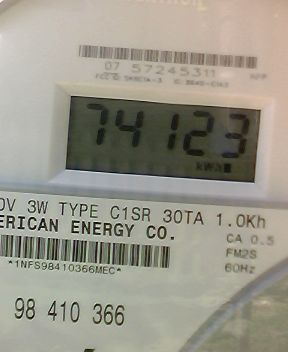 07 57245311
74123
kWh
0V 3W TYPE C1SR 30TA 1.0Kh
ERICAN ENERGY CO.
CA 0.5
FM2S
60Hz
*1NFS98410366MEC*
98 410 366